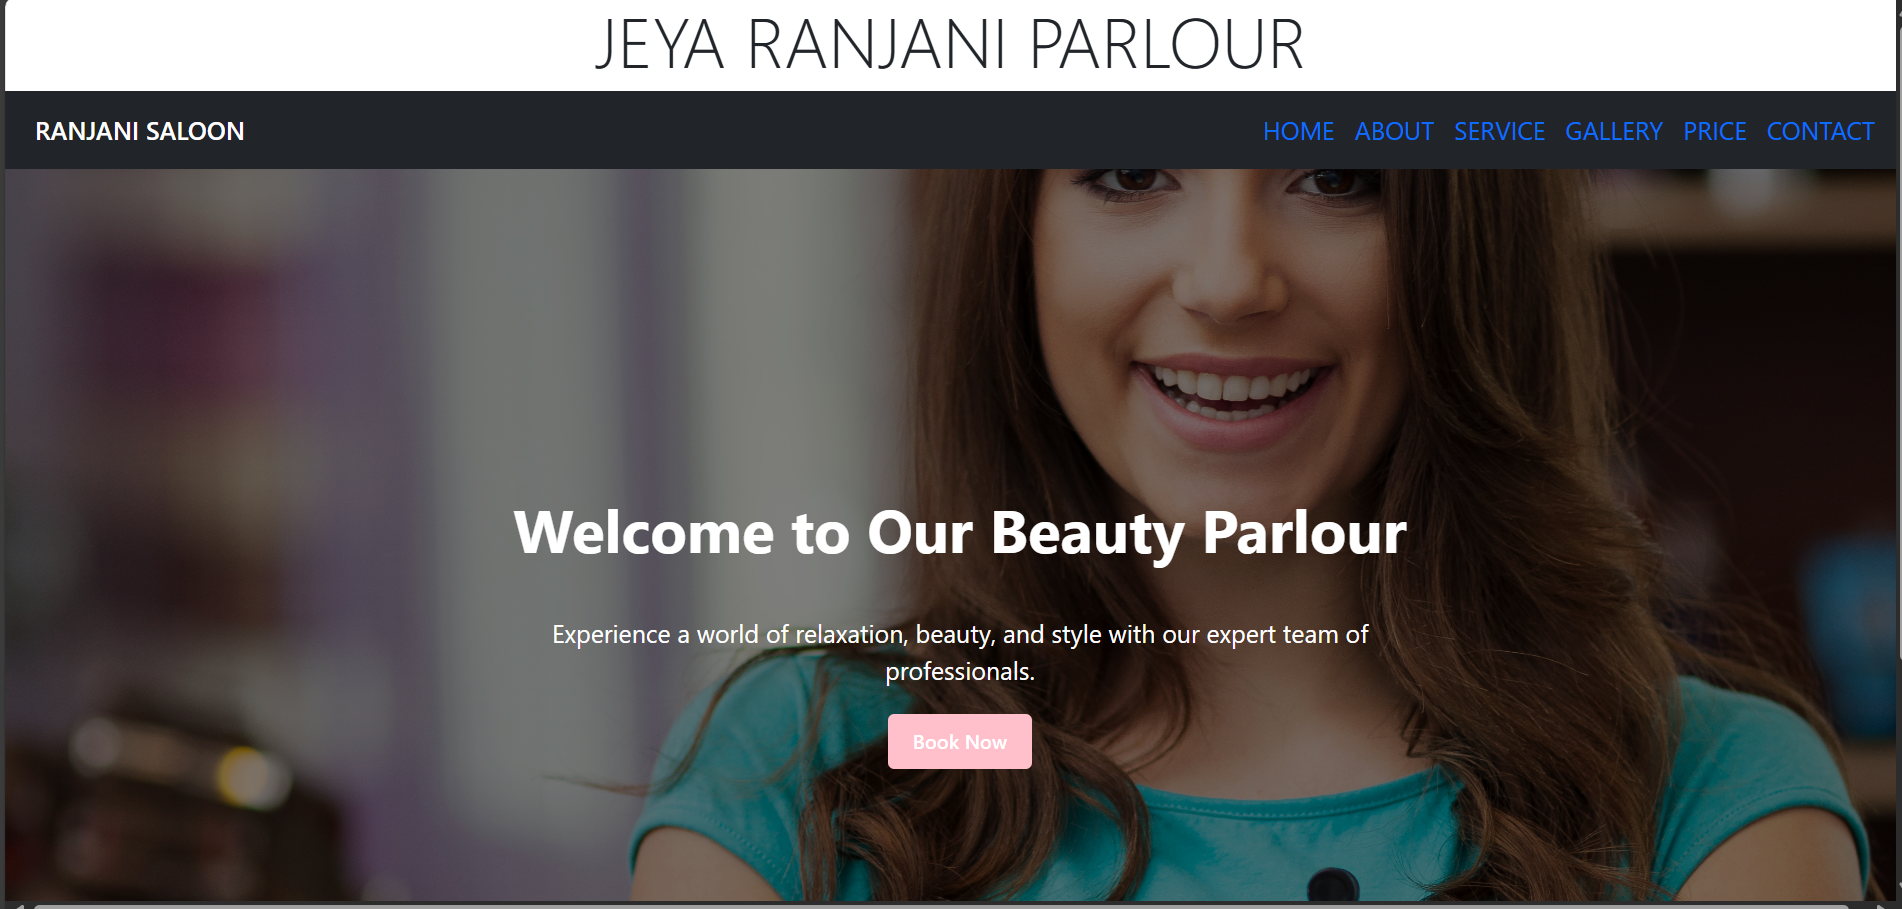 JEYA RANJANI PARLOUR
RANJANI SALOON HOME ABOUT SERVICE GALLERY PRICE CONTACT
Welcome to Our Beauty Parlour
Experience a world of relaxation, beauty, and style with our expert team of
professionals.
Book Now